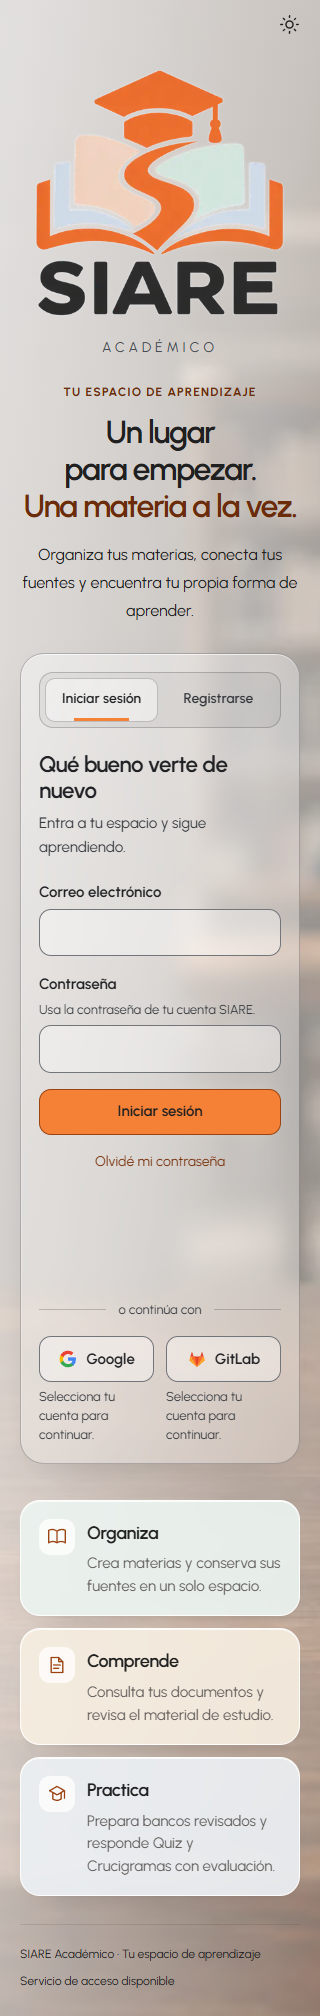 SIARE
ACADÉMICO
TU ESPACIO DE APRENDIZAJE
Un lugar
para empezar.
Una materia a la vez.
Organiza tus materias, conecta tus
fuentes y encuentra tu propia forma de
aprender.
Iniciar sesión
Registrarse
Qué bueno verte de
nuevo
Entra a tu espacio y sigue
aprendiendo.
Correo electrónico
Contraseña
Usa la contraseña de tu cuenta SIARE.
Iniciar sesión
Olvidé mi contraseña
o continúa con
Google
Selecciona tu
cuenta para
continuar.
GitLab
Selecciona tu
cuenta para
continuar.
Organiza
Crea materias y conserva sus
fuentes en un solo espacio.
Comprende
Consulta tus documentos y
revisa el material de estudio.
Practica
Prepara bancos revisados y
responde Quiz y
Crucigramas con evaluación.
SIARE Académico · Tu espacio de aprendizaje
Servicio de acceso disponible